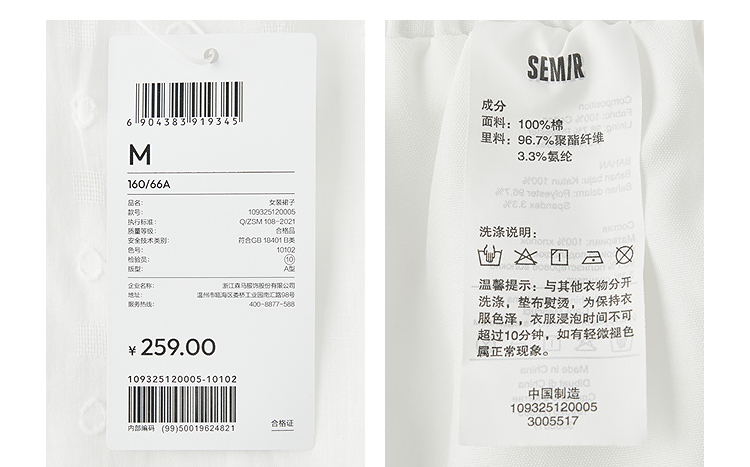 6 904383 919345
M
160/66A
品名: 女装裙子
款号: 109325120005
执行标准: Q/ZSM 108-2021
质量等级: 合格品
安全技术类别: 符合GB 18401 B类
色号: 10102
检验员: 10
版型: A型
企业名称: 浙江森马服饰股份有限公司
地址: 温州市瓯海区娄桥工业园南汇路98号
服务热线: 400-8877-588
¥ 259.00
109325120005-10102
内部编码 (99)50019624821
合格证
SEMIR
成分
面料：100%棉
里料：96.7%聚酯纤维
3.3%氨纶
洗涤说明：
温馨提示：与其他衣物分开
洗涤，垫布熨烫，为保持衣
服色泽，衣服浸泡时间不可
超过10分钟，如有轻微褪色
属正常现象。
中国制造
109325120005
3005517